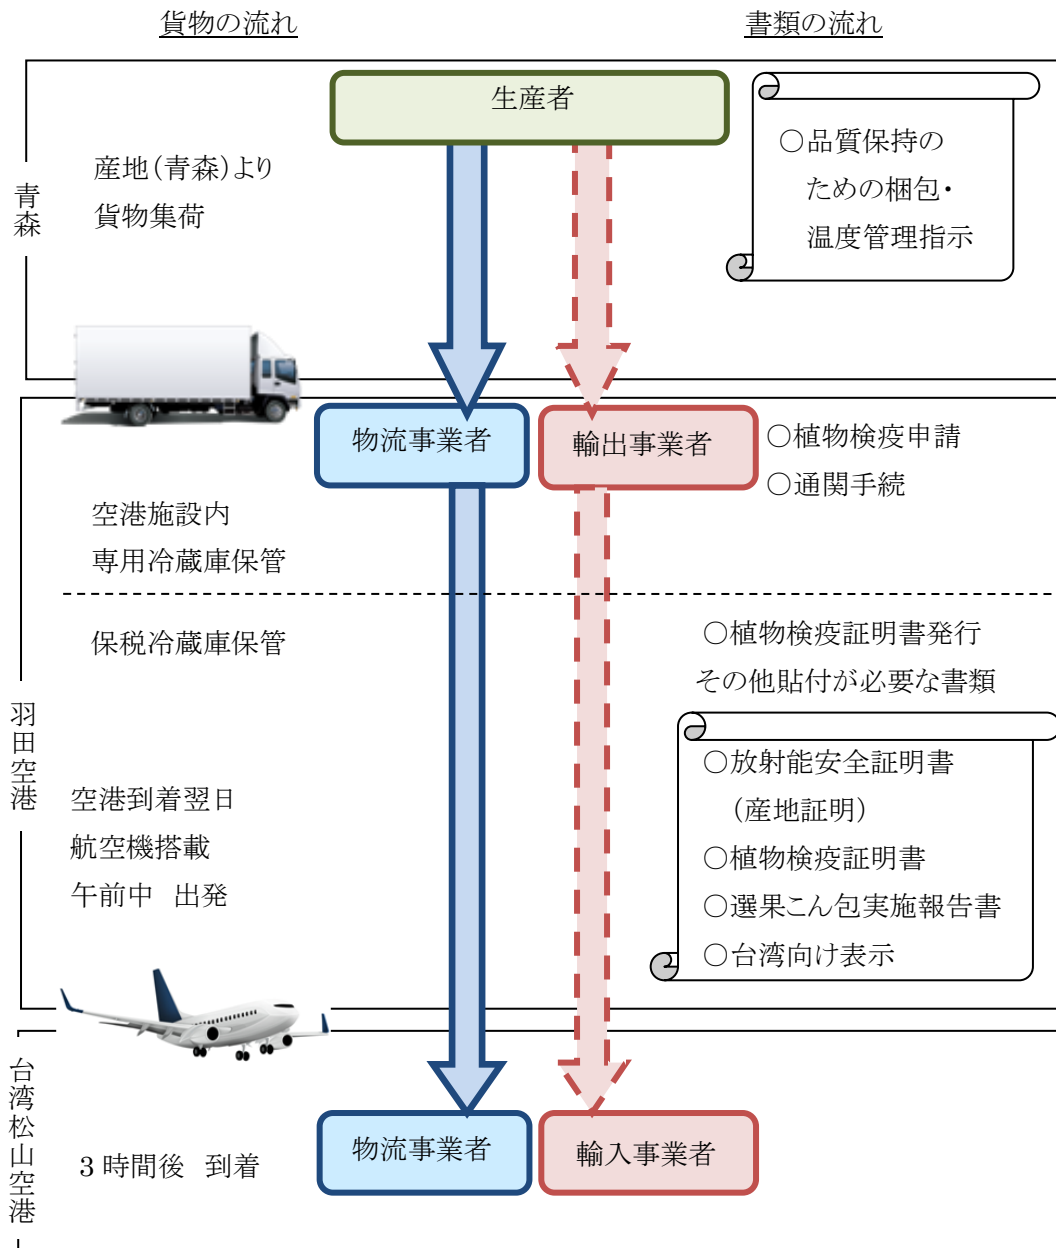 貨物の流れ
書類の流れ
青森
生産者
産地(青森)より
貨物集荷
○品質保持の
ための梱包・
温度管理指示
羽田空港
物流事業者
輸出事業者
○植物検疫申請
○通関手続
空港施設内
専用冷蔵庫保管
保税冷蔵庫保管
○植物検疫証明書発行
その他貼付が必要な書類
○放射能安全証明書
(産地証明)
○植物検疫証明書
○選果こん包実施報告書
○台湾向け表示
空港到着翌日
航空機搭載
午前中 出発
台湾松山空港
物流事業者
輸入事業者
3 時間後 到着